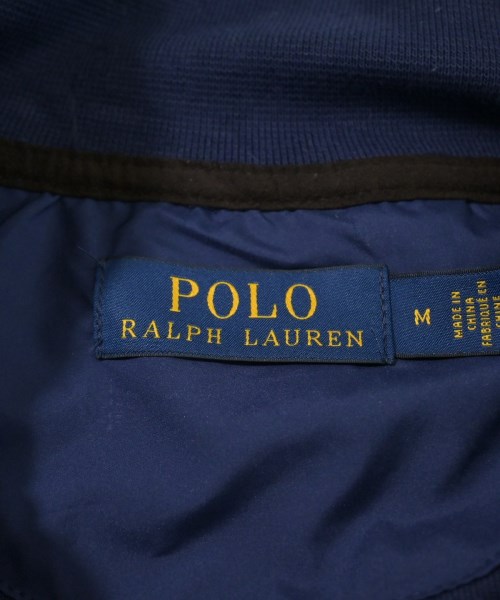 POLO
RALPH LAUREN
M
MADE IN
CHINA
FABRIQUÉ EN
CHINE